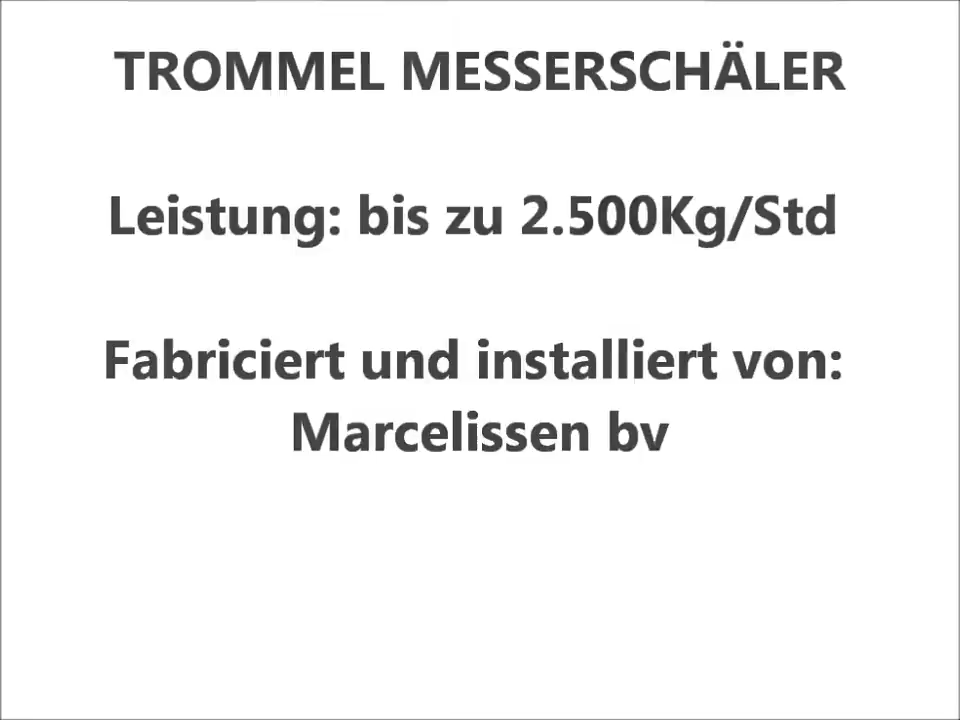 TROMMEL MESSERSCHÄLER
Leistung: bis zu 2.500Kg/Std
Fabriciert und installiert von:
Marcelissen bv